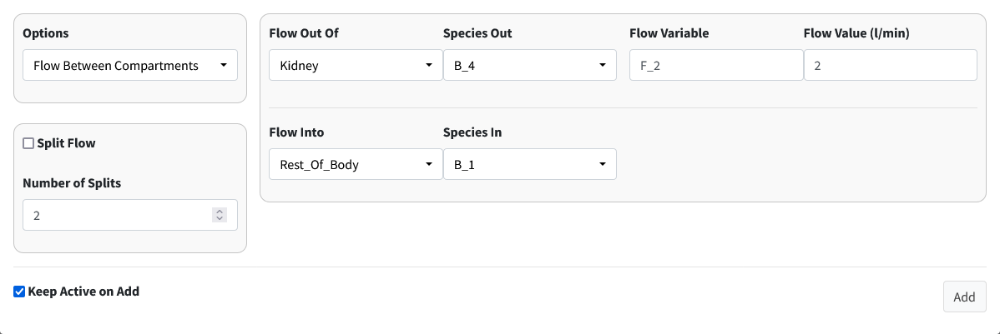 Options
Flow Between Compartments
Split Flow
Number of Splits
2
Flow Out Of Species Out Flow Variable Flow Value (l/min)
Kidney B_4 F_2 2
Flow Into Species In
Rest_Of_Body B_1
Keep Active on Add
Add